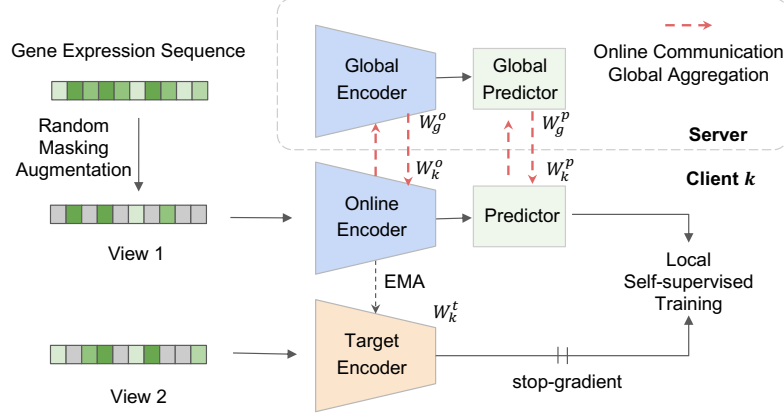 Gene Expression Sequence
Random
Masking
Augmentation
View 1
View 2
Global
Encoder
Global
Predictor
Online Communication
Global Aggregation
W_g^o
W_g^p
Server
W_k^o
W_k^p
Client k
Online
Encoder
Predictor
EMA
W_k^t
Target
Encoder
Local
Self-supervised
Training
stop-gradient